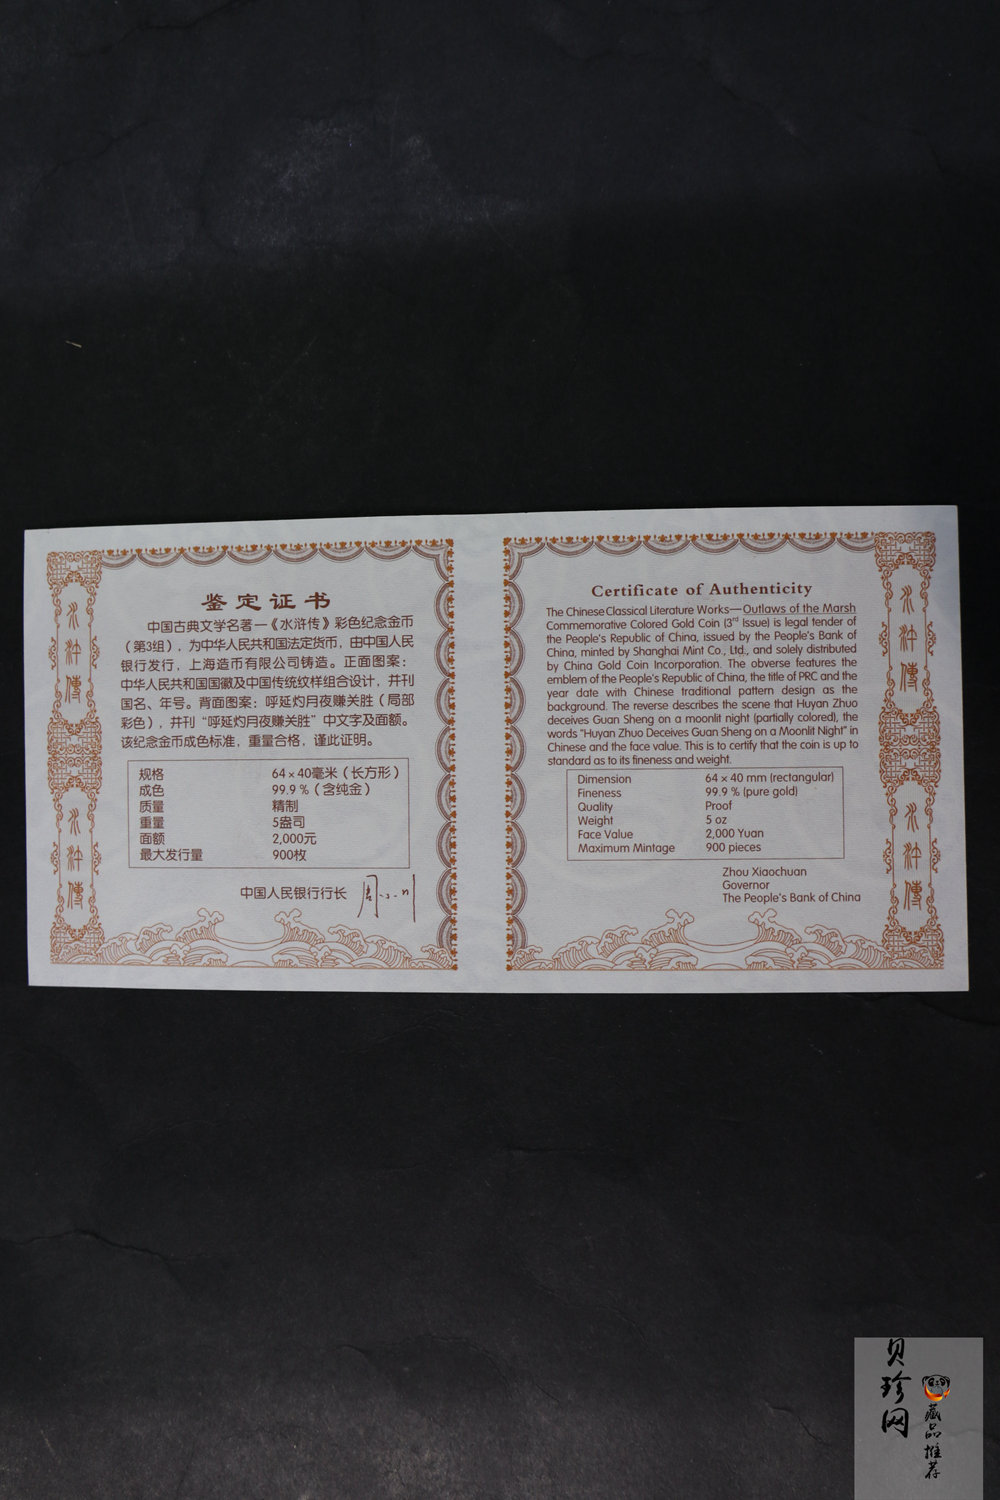 鉴定证书
中国古典文学名著—《水浒传》彩色纪念金币
（第3组），为中华人民共和国法定货币，由中国人民
银行发行，上海造币有限公司铸造。正面图案：
中华人民共和国国徽及中国传统纹样组合设计，并刊
国名、年号。背面图案：呼延灼月夜赚关胜（局部
彩色），并刊“呼延灼月夜赚关胜”中文字及面额。
该纪念金币成色标准，重量合格，谨此证明。
规格 64×40毫米（长方形）
成色 99.9％（含纯金）
质量 精制
重量 5盎司
面额 2,000元
最大发行量 900枚
中国人民银行行长
水浒傳
水浒傳
Certificate of Authenticity
The Chinese Classical Literature Works—Outlaws of the Marsh
Commemorative Colored Gold Coin (3rd Issue) is legal tender of
the People's Republic of China, issued by the People's Bank of
China, minted by Shanghai Mint Co., Ltd., and solely distributed
by China Gold Coin Incorporation. The obverse features the
emblem of the People's Republic of China, the title of PRC and the
year date with Chinese traditional pattern design as the
background. The reverse describes the scene that Huyan Zhuo
deceives Guan Sheng on a moonlit night (partially colored), the
words "Huyan Zhuo Deceives Guan Sheng on a Moonlit Night" in
Chinese and the face value. This is to certify that the coin is up to
standard as to its fineness and weight.
Dimension 64 × 40 mm (rectangular)
Fineness 99.9 % (pure gold)
Quality Proof
Weight 5 oz
Face Value 2,000 Yuan
Maximum Mintage 900 pieces
Zhou Xiaochuan
Governor
The People's Bank of China
水浒傳
水浒傳
贝珍网
藏品推荐